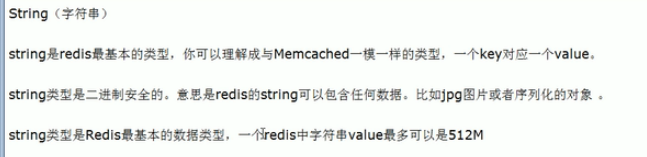 String（字符串）
string是redis最基本的类型，你可以理解成与Memcached一模一样的类型，一个key对应一个value。
string类型是二进制安全的。意思是redis的string可以包含任何数据。比如jpg图片或者序列化的对象 。
string类型是Redis最基本的数据类型，一个redis中字符串value最多可以是512M